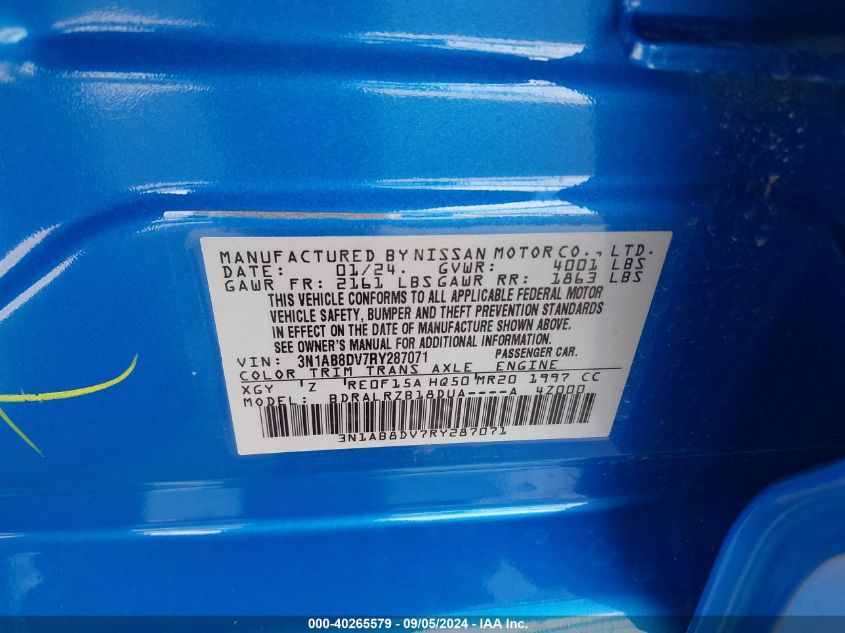 MANUFACTURED BY NISSAN MOTOR CO., LTD.
DATE: 01/24. GVWR: 4001 LBS
GAWR FR: 2161 LBS GAWR RR: 1863 LBS
THIS VEHICLE CONFORMS TO ALL APPLICABLE FEDERAL MOTOR
VEHICLE SAFETY, BUMPER AND THEFT PREVENTION STANDARDS
IN EFFECT ON THE DATE OF MANUFACTURE SHOWN ABOVE.
SEE OWNER'S MANUAL FOR ADDITIONAL INFORMATION.
VIN: 3N1AB8DV7RY287071 PASSENGER CAR.
COLOR TRIM TRANS AXLE ENGINE
XGY Z RE0F15A HQ50 MR20 1997 CC
MODEL: BDRALRZB18DUA----A 4Z000
3N1AB8DV7RY287071
000-40265579 - 09/05/2024 - IAA Inc.